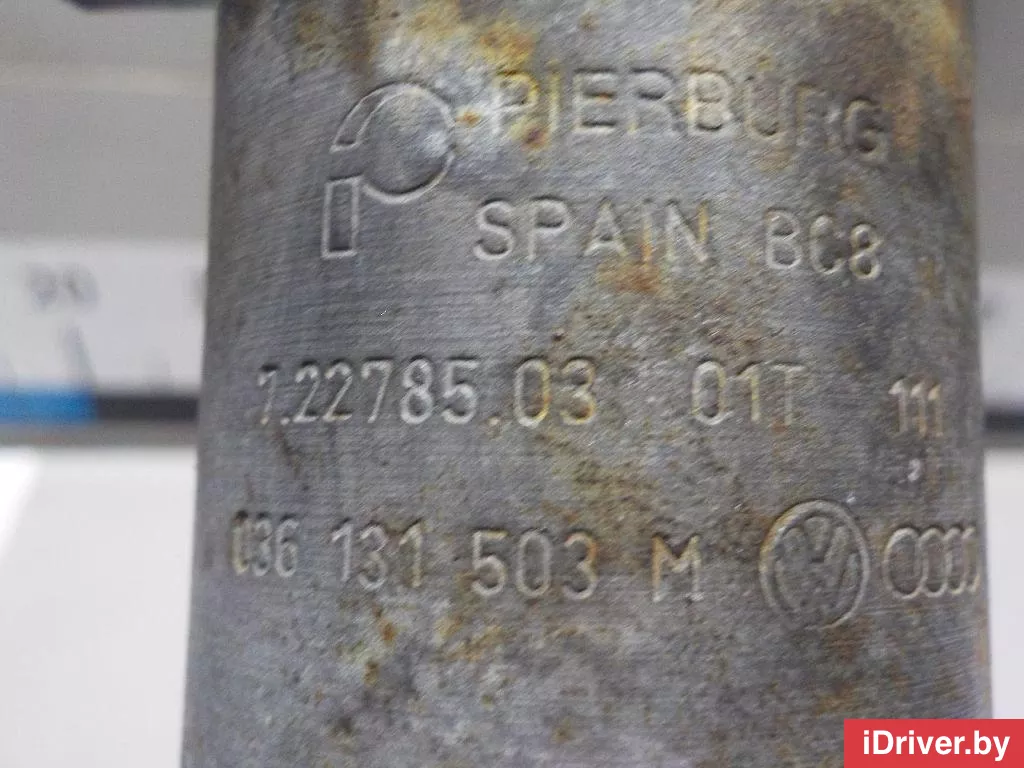 PIERBURG
SPAIN BC8
7.22785.03 01T 111
036 131 503 M
iDriver.by